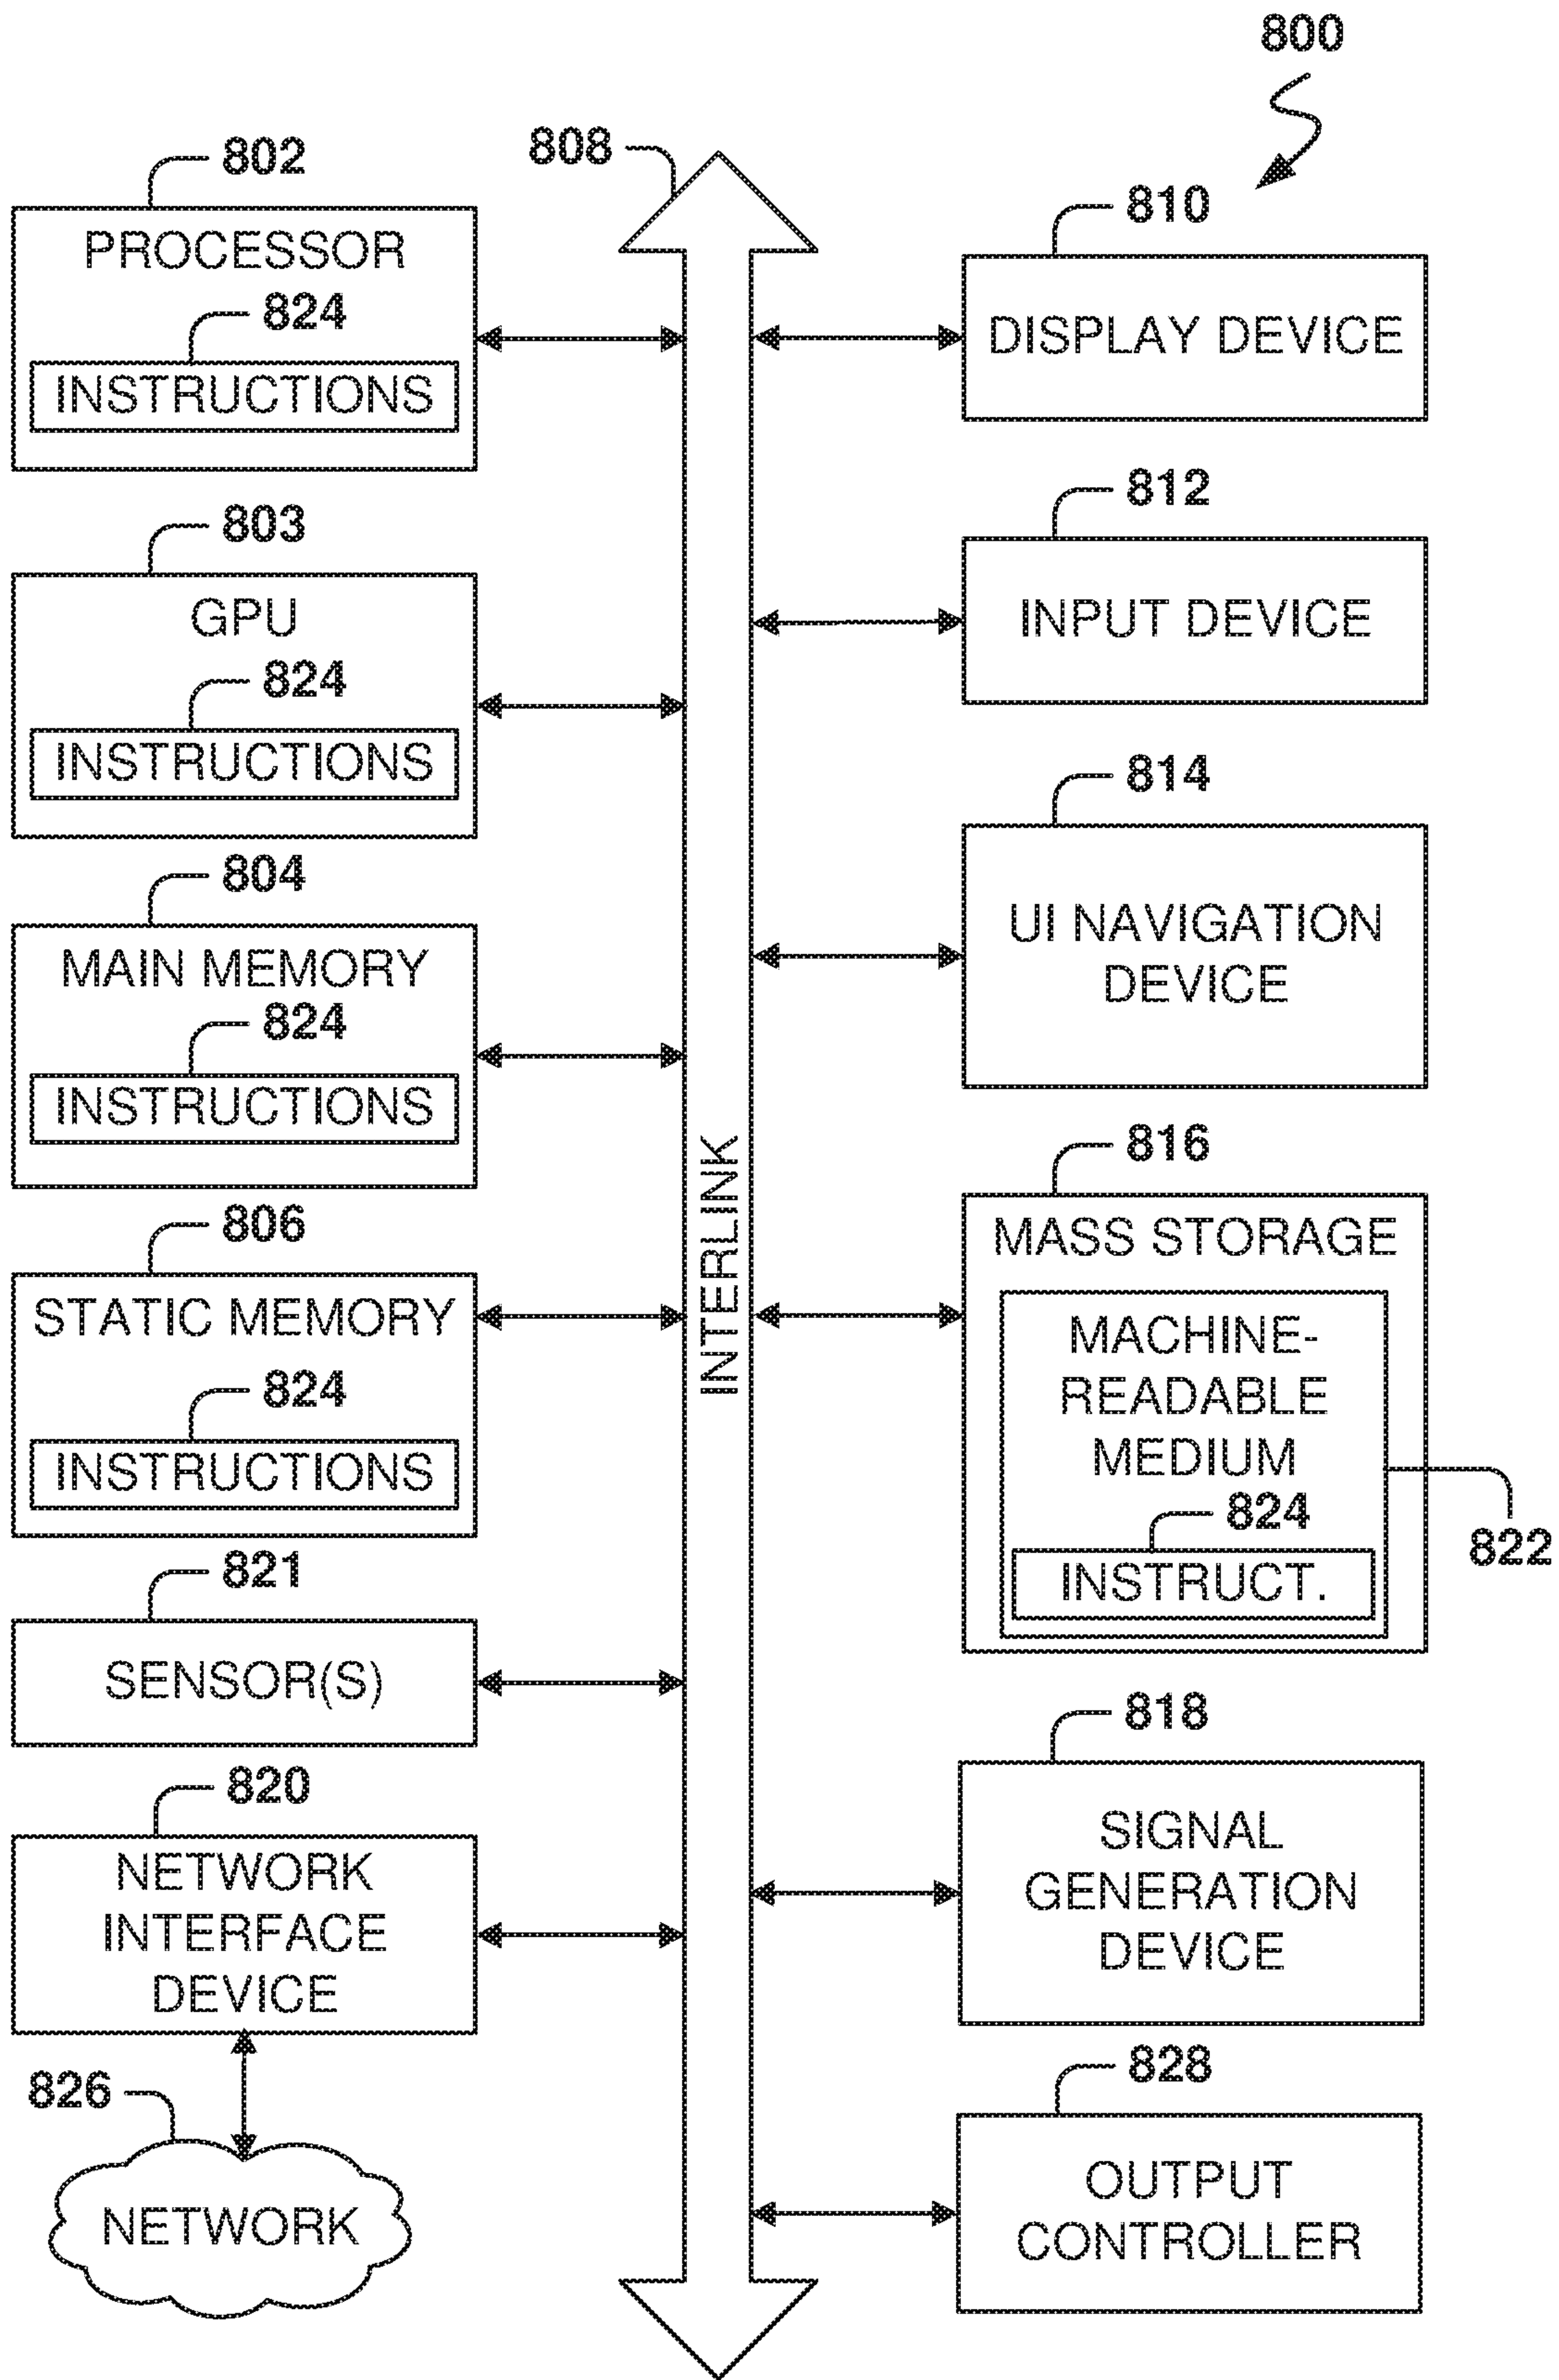 800
802
PROCESSOR
824
INSTRUCTIONS
803
GPU
824
INSTRUCTIONS
804
MAIN MEMORY
824
INSTRUCTIONS
806
STATIC MEMORY
824
INSTRUCTIONS
821
SENSOR(S)
820
NETWORK
INTERFACE
DEVICE
826
NETWORK
808
INTERLINK
810
DISPLAY DEVICE
812
INPUT DEVICE
814
UI NAVIGATION
DEVICE
816
MASS STORAGE
MACHINE-
READABLE
MEDIUM
824
INSTRUCT.
822
818
SIGNAL
GENERATION
DEVICE
828
OUTPUT
CONTROLLER